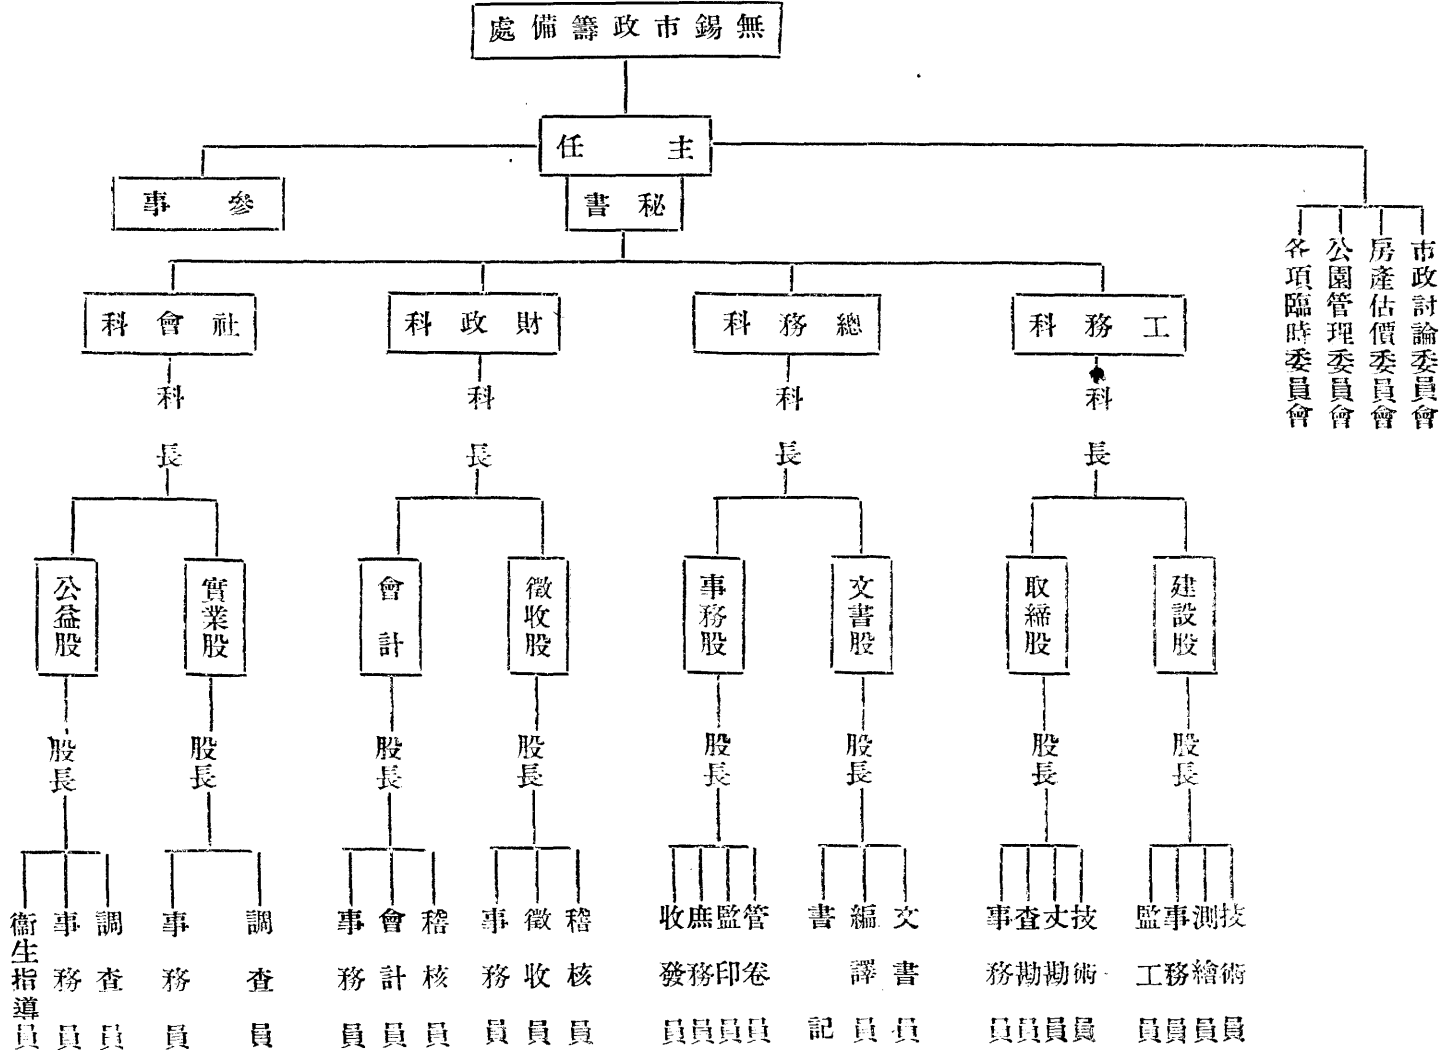 無錫市政籌備處
主任
秘書
參事
市政討論委員會
房產估價委員會
公園管理委員會
各項臨時委員會
工務科
總務科
財政科
社會科
科長
科長
科長
科長
建設股
取締股
文書股
事務股
徵收股
會計
實業股
公益股
股長
股長
股長
股長
股長
股長
股長
股長
技術員
測繪員
事務員
監工員
技術員
丈勘員
查勘員
事務員
文書員
編譯員
書記
管卷員
監印員
庶務員
收發員
稽核員
徵收員
事務員
稽核員
會計員
事務員
調查員
事務員
調查員
事務員
衞生指導員